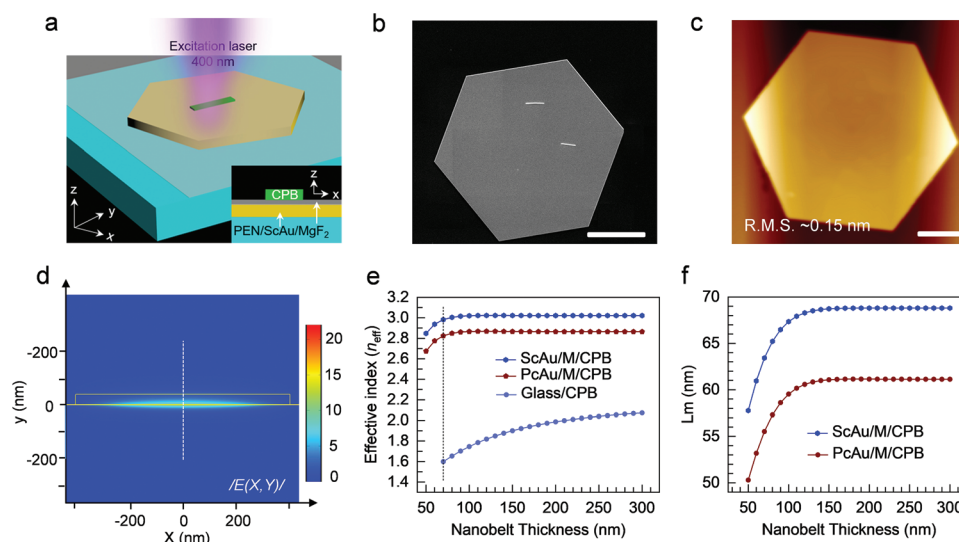 a
Excitation laser
400 nm
z
y
x
CPB
z
x
PEN/ScAu/MgF2
b
c
R.M.S. ~0.15 nm
d
y (nm)
-200
0
-200
-200
0
200
X (nm)
/E(X,Y)/
20
15
10
5
0
e
Effective index (neff)
3.2
3.0
2.8
2.6
2.4
2.2
2.0
1.8
1.6
1.4
ScAu/M/CPB
PcAu/M/CPB
Glass/CPB
50 100 150 200 250 300
Nanobelt Thickness (nm)
f
Lm
70
65
60
55
50
ScAu/M/CPB
PcAu/M/CPB
50 100 150 200 250 300
Nanobelt Thickness (nm)